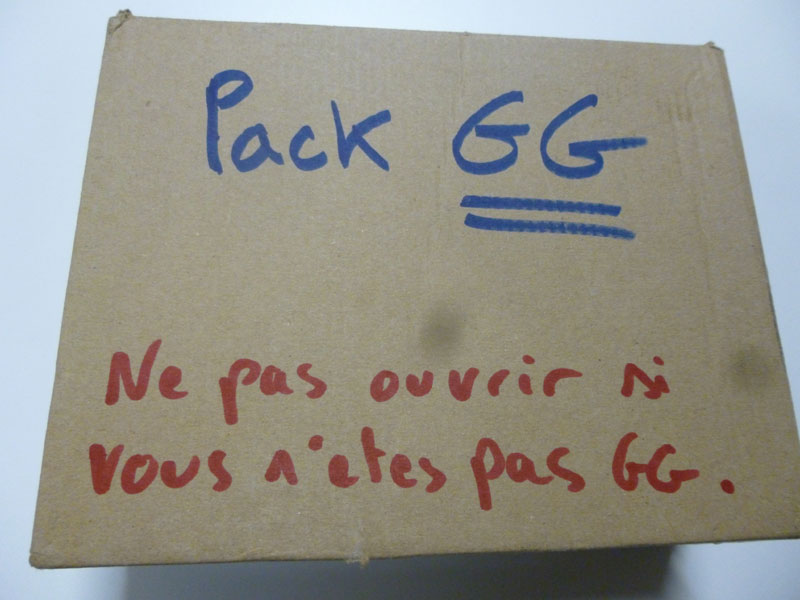 Pack GG
Ne pas ouvrir si
vous n'etes pas GG.